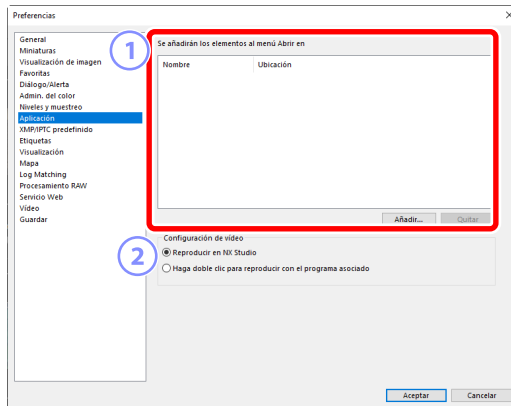 Preferencias
General
Miniaturas
Visualización de imagen
Favoritas
Diálogo/Alerta
Admin. del color
Niveles y muestreo
Aplicación
XMP/IPTC predefinido
Etiquetas
Visualización
Mapa
Log Matching
Procesamiento RAW
Servicio Web
Vídeo
Guardar
1
Se añadirán los elementos al menú Abrir en
Nombre Ubicación
Añadir... Quitar
2
Configuración de vídeo
Reproducir en NX Studio
Haga doble clic para reproducir con el programa asociado
Aceptar Cancelar